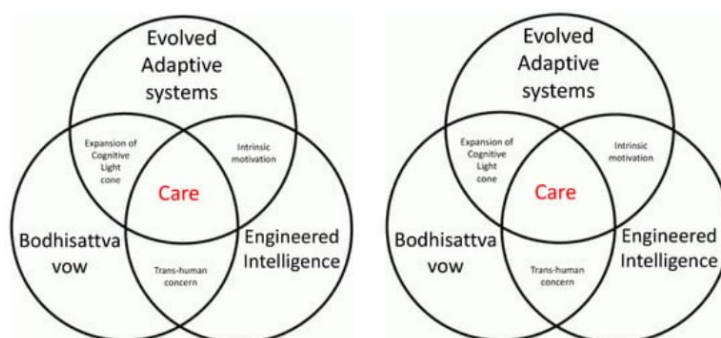 Evolved
Adaptive
systems
Expansion of
Cognitive
Light
cone
Intrinsic
motivation
Care
Bodhisattva
vow
Engineered
Intelligence
Trans-human
concern
Evolved
Adaptive
systems
Expansion of
Cognitive
Light
cone
Intrinsic
motivation
Care
Bodhisattva
vow
Engineered
Intelligence
Trans-human
concern